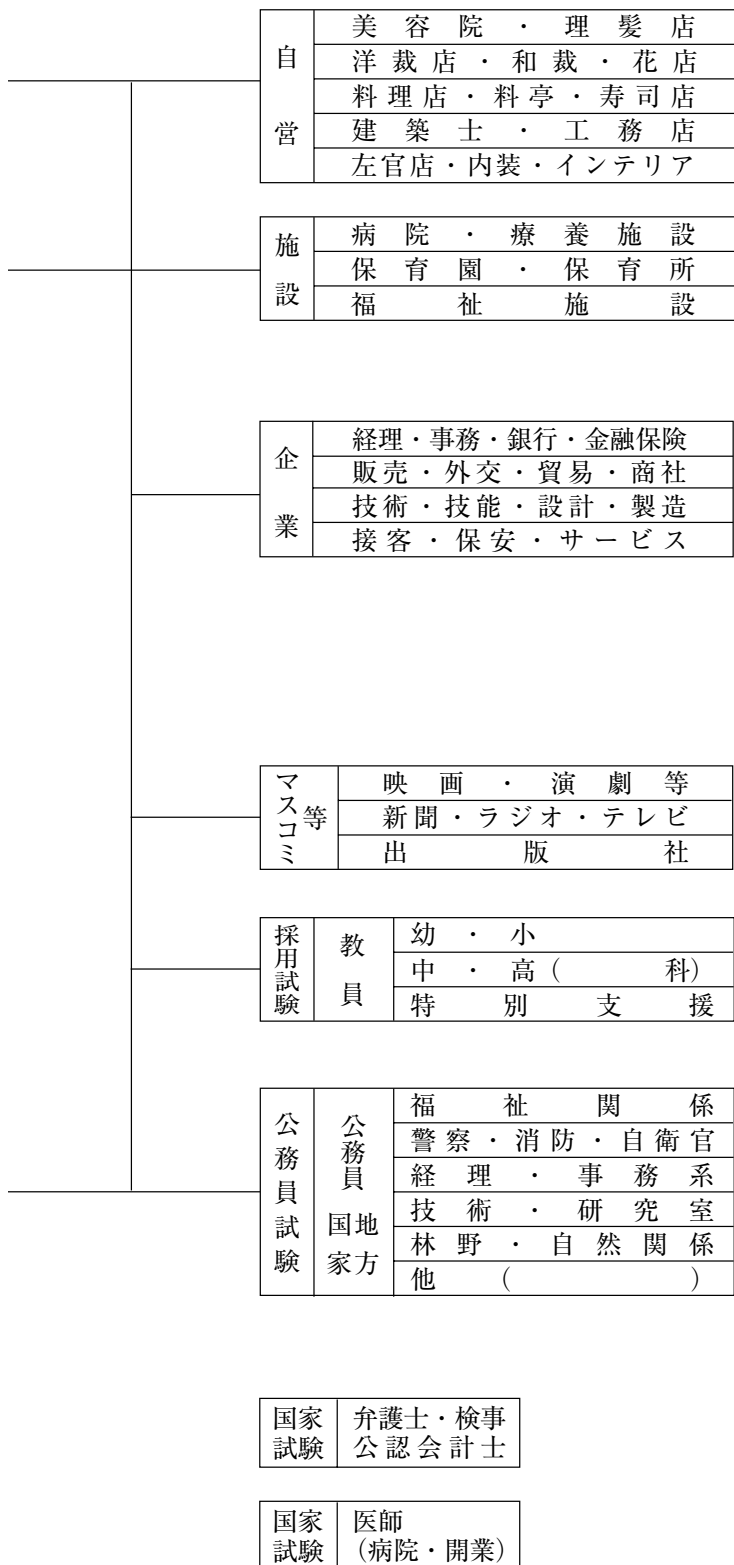 自営
美容院・理髪店
洋裁店・和裁・花店
料理店・料亭・寿司店
建築士・工務店
左官店・内装・インテリア
施設
病院・療養施設
保育園・保育所
福祉施設
企業
経理・事務・銀行・金融保険
販売・外交・貿易・商社
技術・技能・設計・製造
接客・保安・サービス
マスコミ等
映画・演劇等
新聞・ラジオ・テレビ
出版社
採用試験
教員
幼・小
中・高(　　　科)
特別支援
公務員試験
公務員
地方
国家
福祉関係
警察・消防・自衛官
経理・事務系
技術・研究室
林野・自然関係
他(　　　　　)
国家
試験
弁護士・検事
公認会計士
国家
試験
医師
(病院・開業)